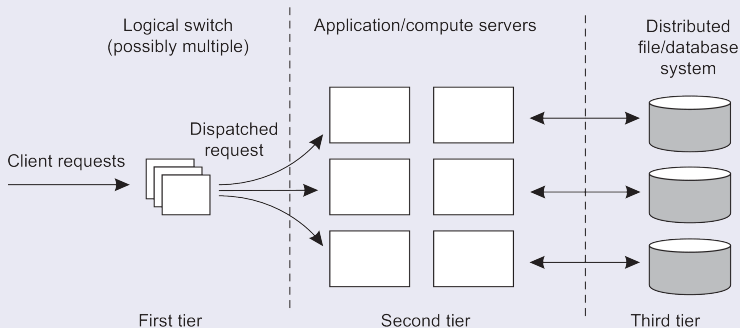 Logical switch
(possibly multiple)
Application/compute servers
Distributed
file/database
system
Dispatched
request
Client requests
First tier
Second tier
Third tier